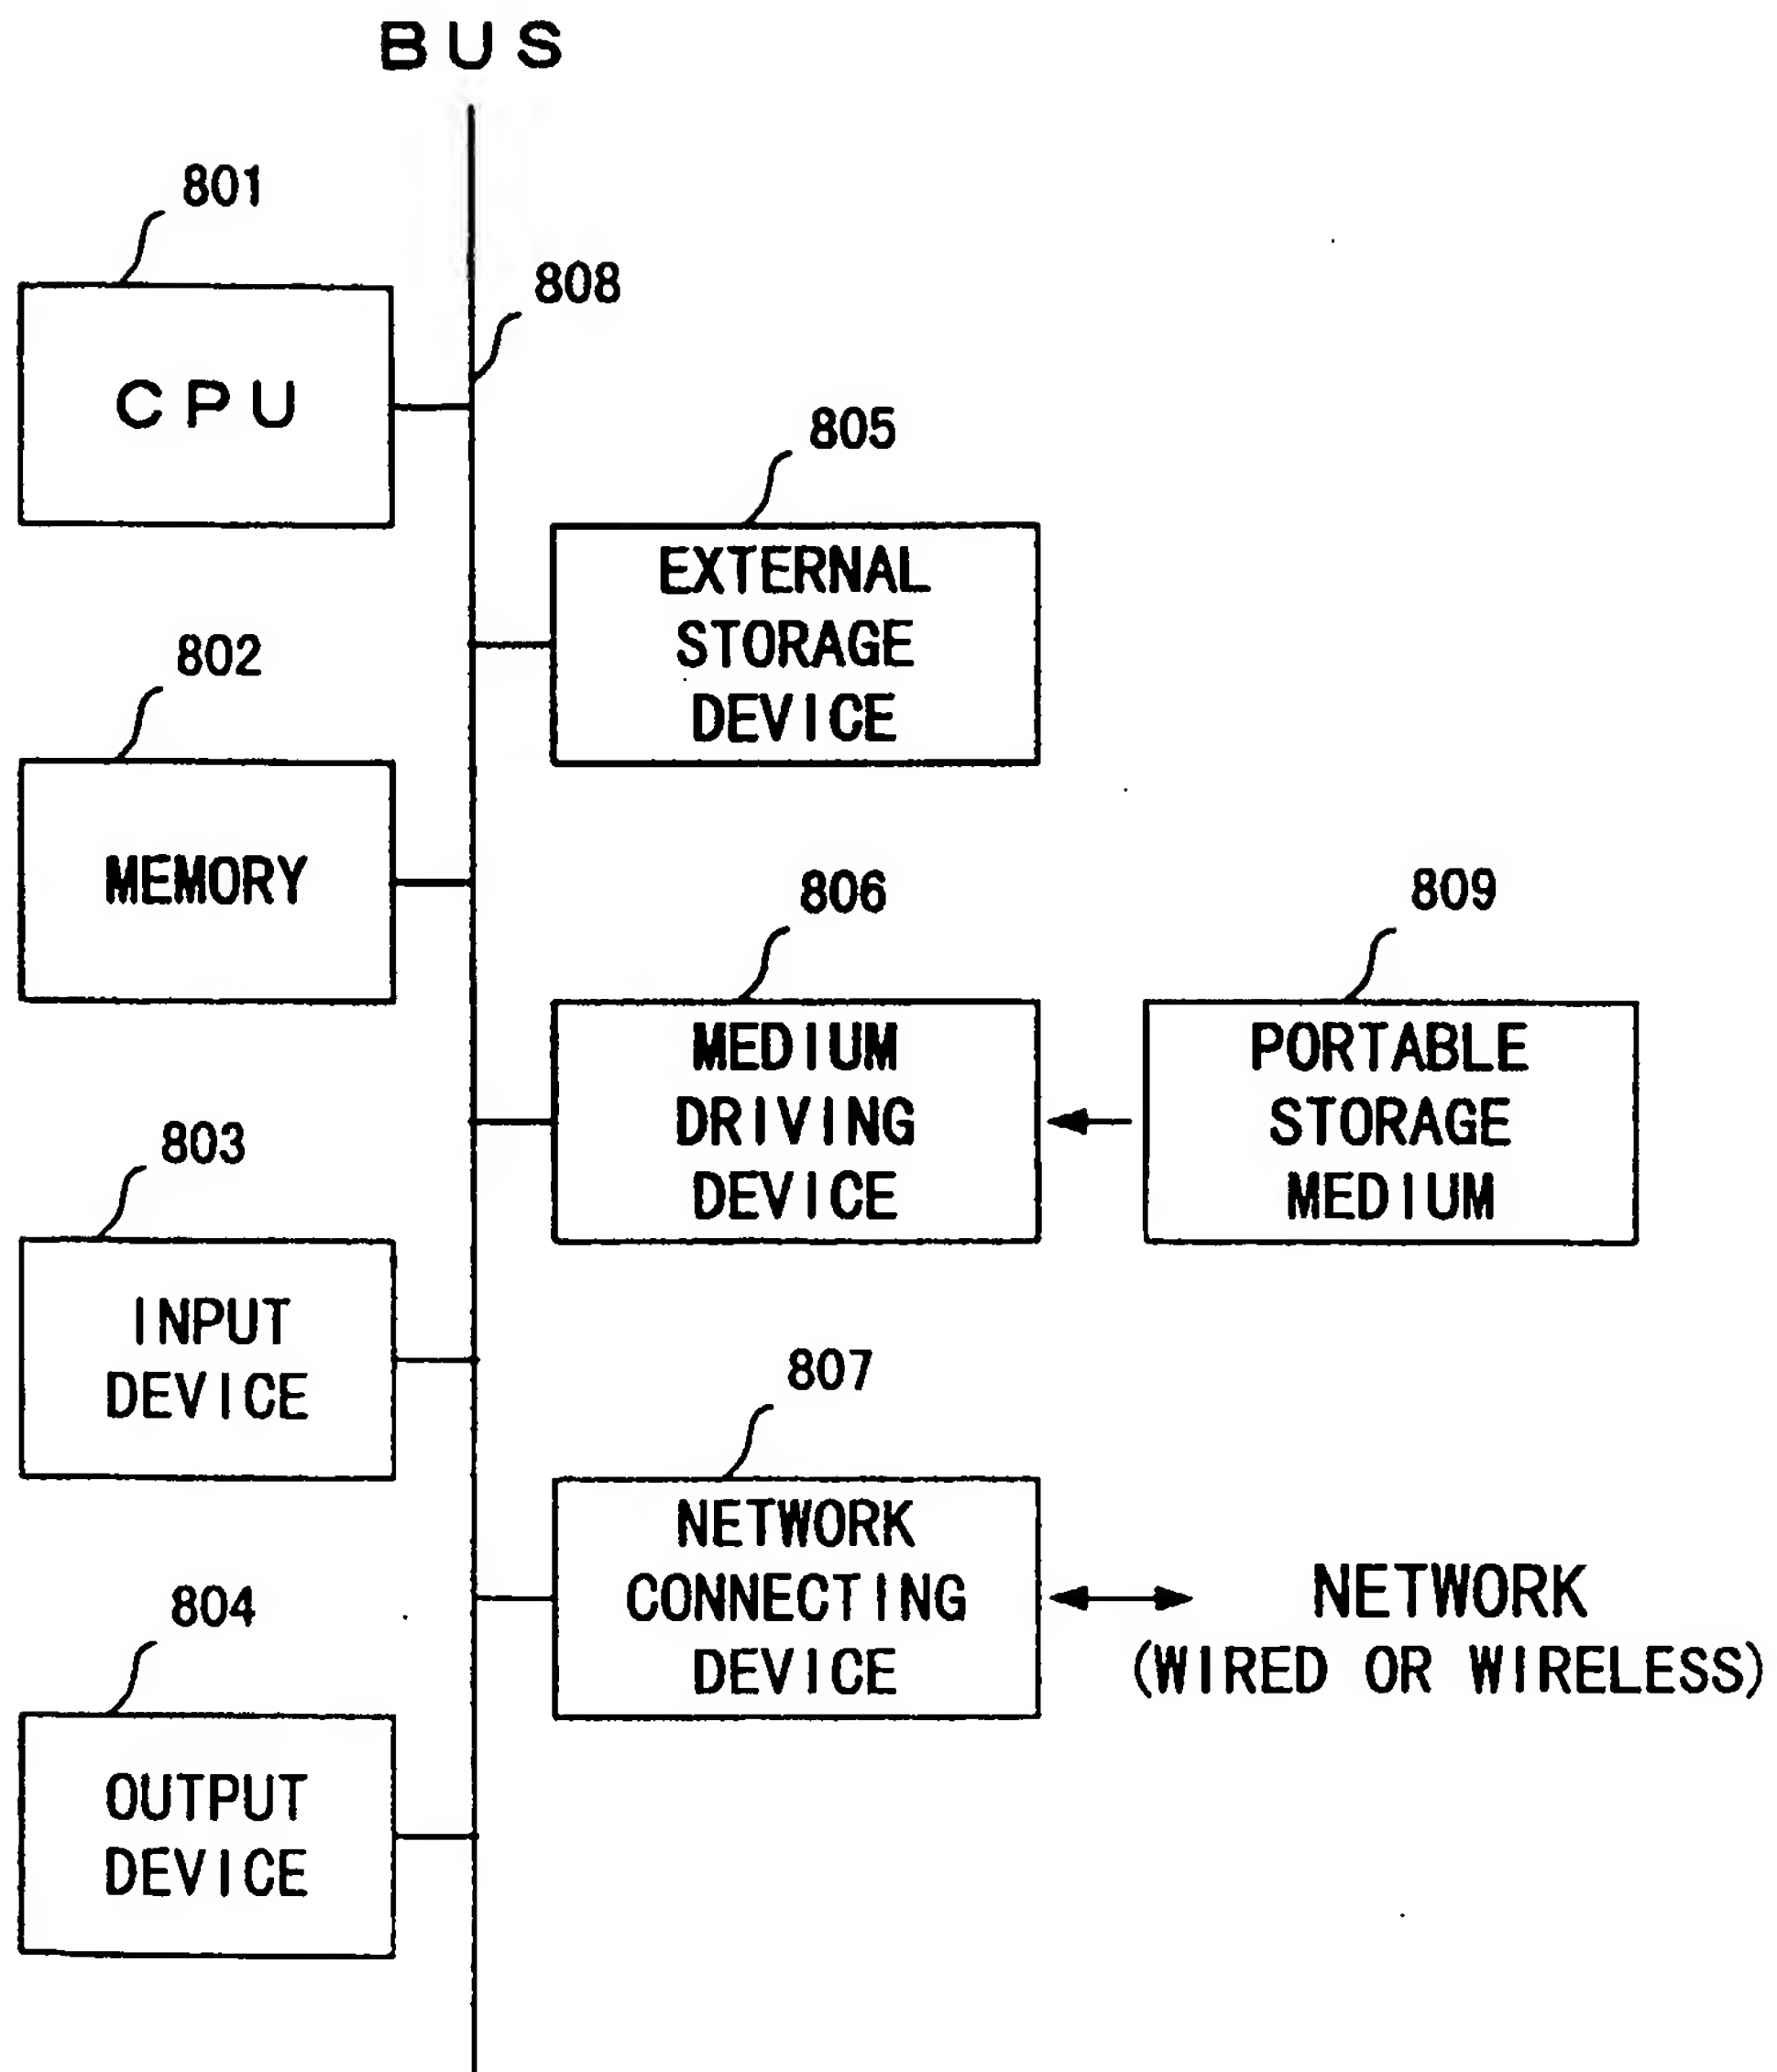 BUS
801
CPU
808
805
EXTERNAL
STORAGE
DEVICE
802
MEMORY
806
MEDIUM
DRIVING
DEVICE
809
PORTABLE
STORAGE
MEDIUM
803
INPUT
DEVICE
807
NETWORK
CONNECTING
DEVICE
NETWORK
(WIRED OR WIRELESS)
804
OUTPUT
DEVICE